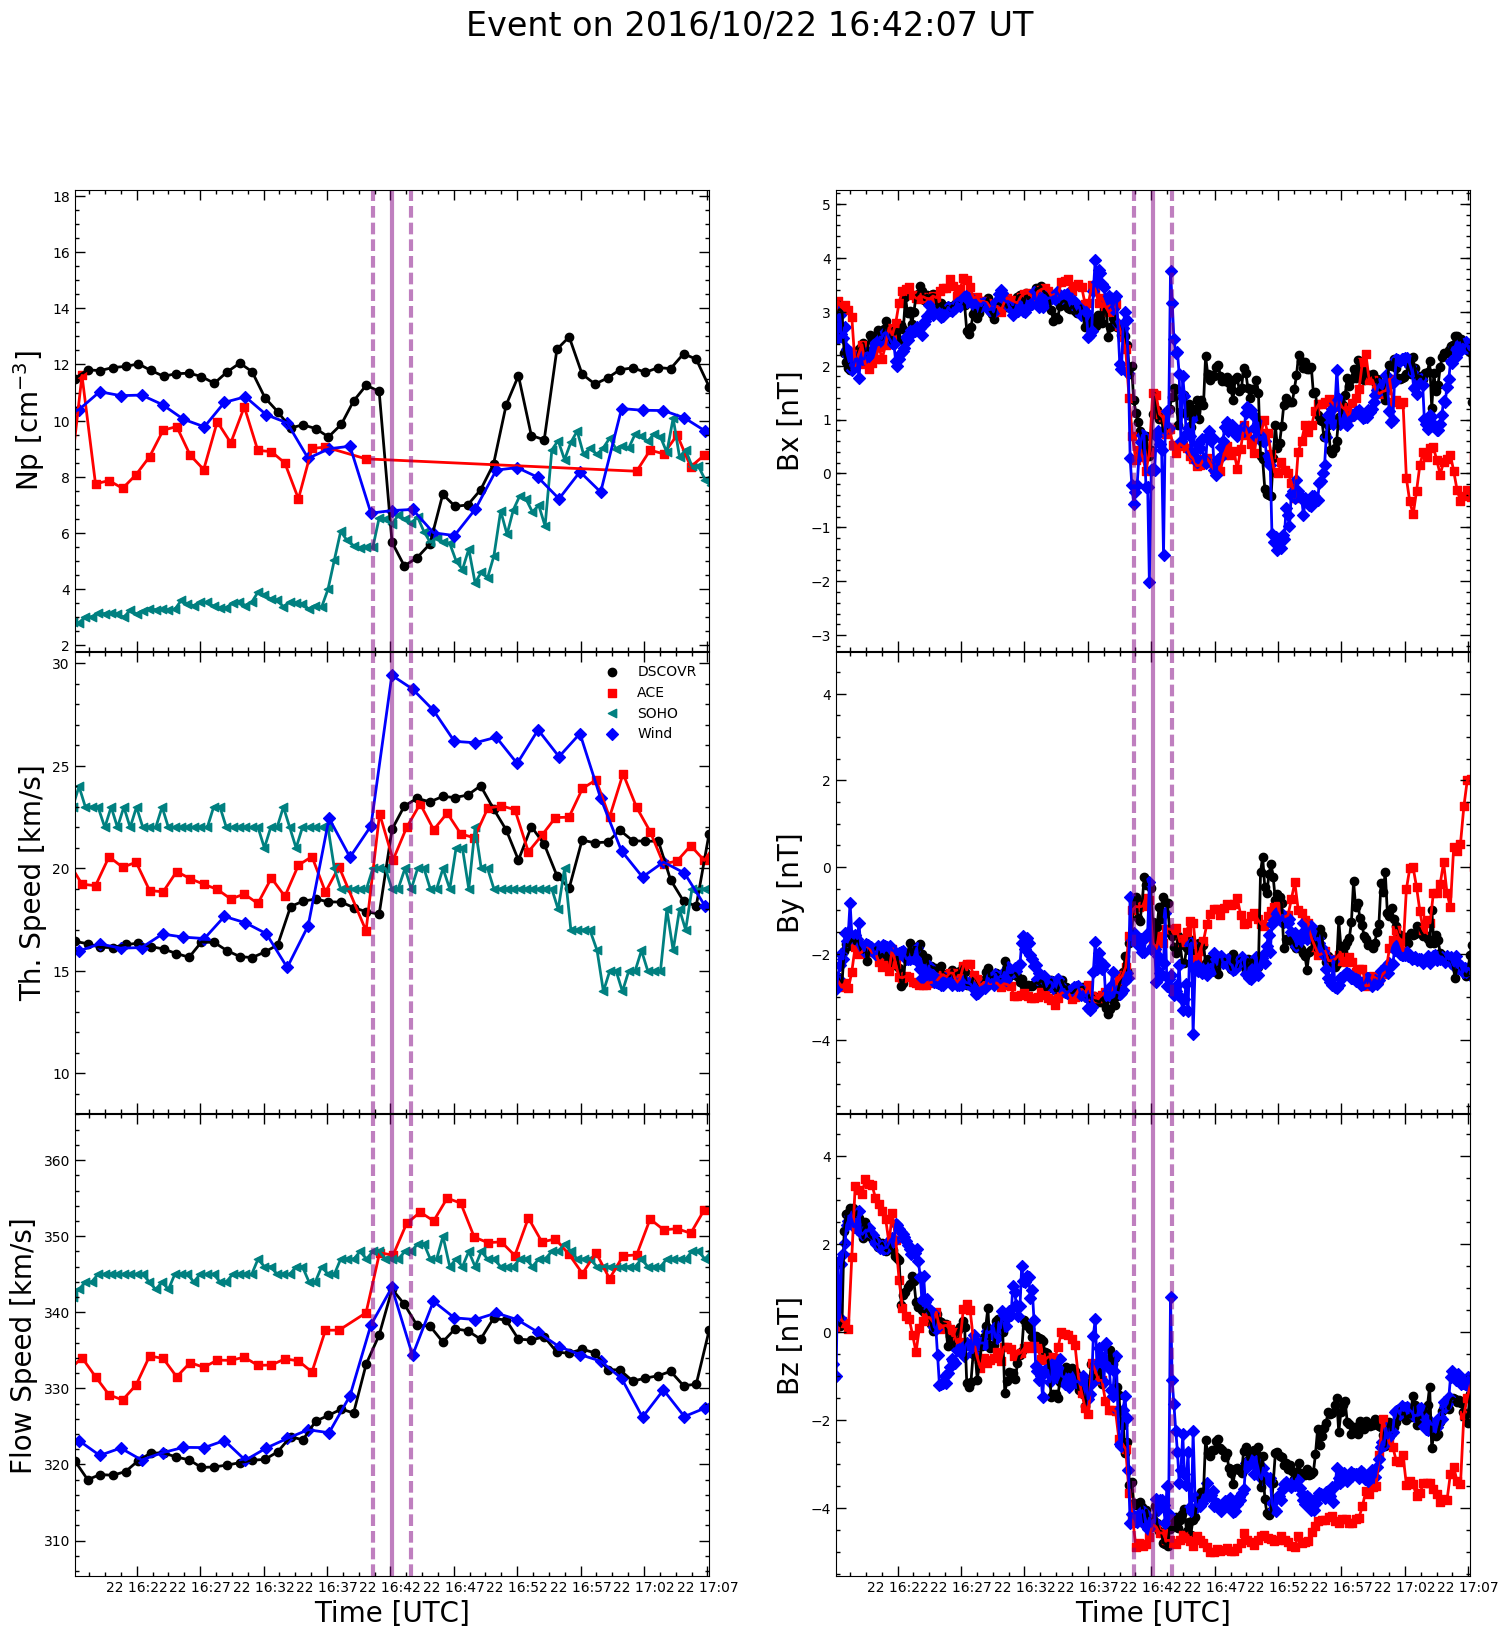 Event on 2016/10/22 16:42:07 UT
18
16
14
12
10
8
6
4
2
Np [cm⁻³]
5
4
3
2
1
0
−1
−2
−3
Bx [nT]
30
25
20
15
10
Th. Speed [km/s]
DSCOVR
ACE
SOHO
Wind
4
2
0
−2
−4
By [nT]
360
350
340
330
320
310
Flow Speed [km/s]
4
2
0
−2
−4
Bz [nT]
22 16:22 22 16:27 22 16:32 22 16:37 22 16:42 22 16:47 22 16:52 22 16:57 22 17:02 22 17:07
Time [UTC]
22 16:22 22 16:27 22 16:32 22 16:37 22 16:42 22 16:47 22 16:52 22 16:57 22 17:02 22 17:07
Time [UTC]